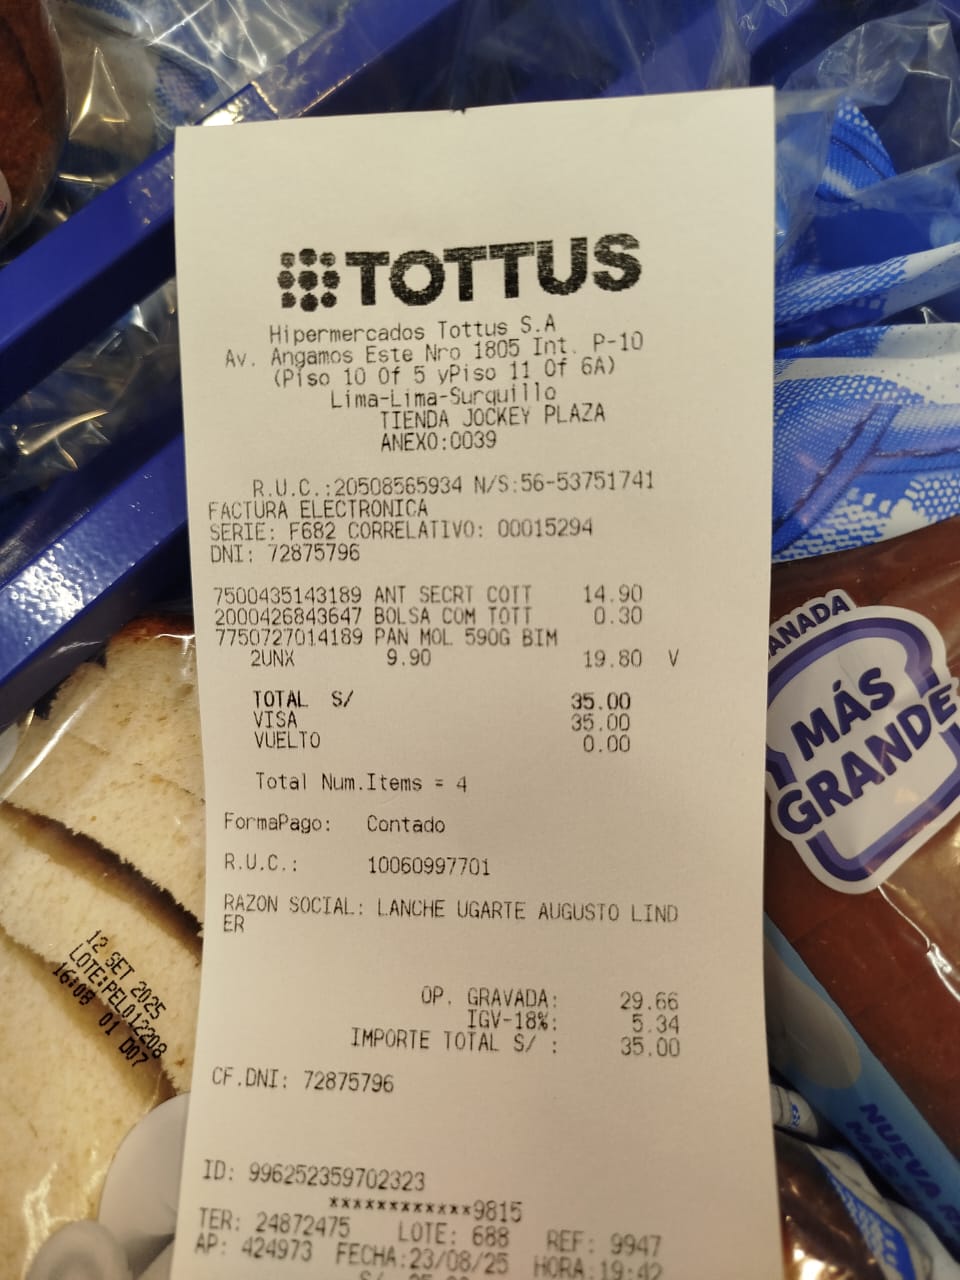 TOTTUS
Hipermercados Tottus S.A
Av. Angamos Este Nro 1805 Int. P-10
(Piso 10 Of 5 yPiso 11 Of 6A)
Lima-Lima-Surquillo
TIENDA JOCKEY PLAZA
ANEXO:0039
R.U.C.:20508565934 N/S:56-53751741
FACTURA ELECTRONICA
SERIE: F682 CORRELATIVO: 00015294
DNI: 72875796
7500435143189 ANT SECRT COTT 14.90
2000426843647 BOLSA COM TOTT 0.30
7750727014189 PAN MOL 590G BIM
2UNX 9.90 19.80 V
TOTAL S/ 35.00
VISA 35.00
VUELTO 0.00
Total Num.Items = 4
FormaPago: Contado
R.U.C.: 10060997701
RAZON SOCIAL: LANCHE UGARTE AUGUSTO LIND
ER
OP. GRAVADA: 29.66
IGV-18%: 5.34
IMPORTE TOTAL S/ : 35.00
CF.DNI: 72875796
ID: 996252359702323
************9815
TER: 24872475 LOTE: 688 REF: 9947
AP: 424973 FECHA:23/08/25 HORA:19:42
12 SET 2025
LOTE:PEL012208
16:08 01 D07
ANADA
MÁS
GRANDE
NUEVA